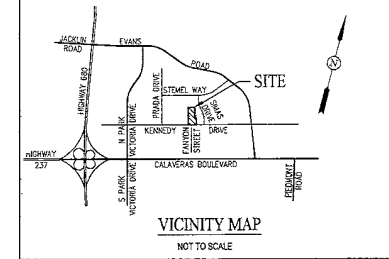 JACKLIN
ROAD
EVANS
ROAD
HIGHWAY 680
PRADA DRIVE
STEMEL WAY
SITE
N
N PARK
VICTORIA DRIVE
FANYON
STREET
DRIVE
KENNEDY DRIVE
HIGHWAY
237
CALAVERAS BOULEVARD
S PARK
VICTORIA DRIVE
PIEDMONT
ROAD
VICINITY MAP
NOT TO SCALE